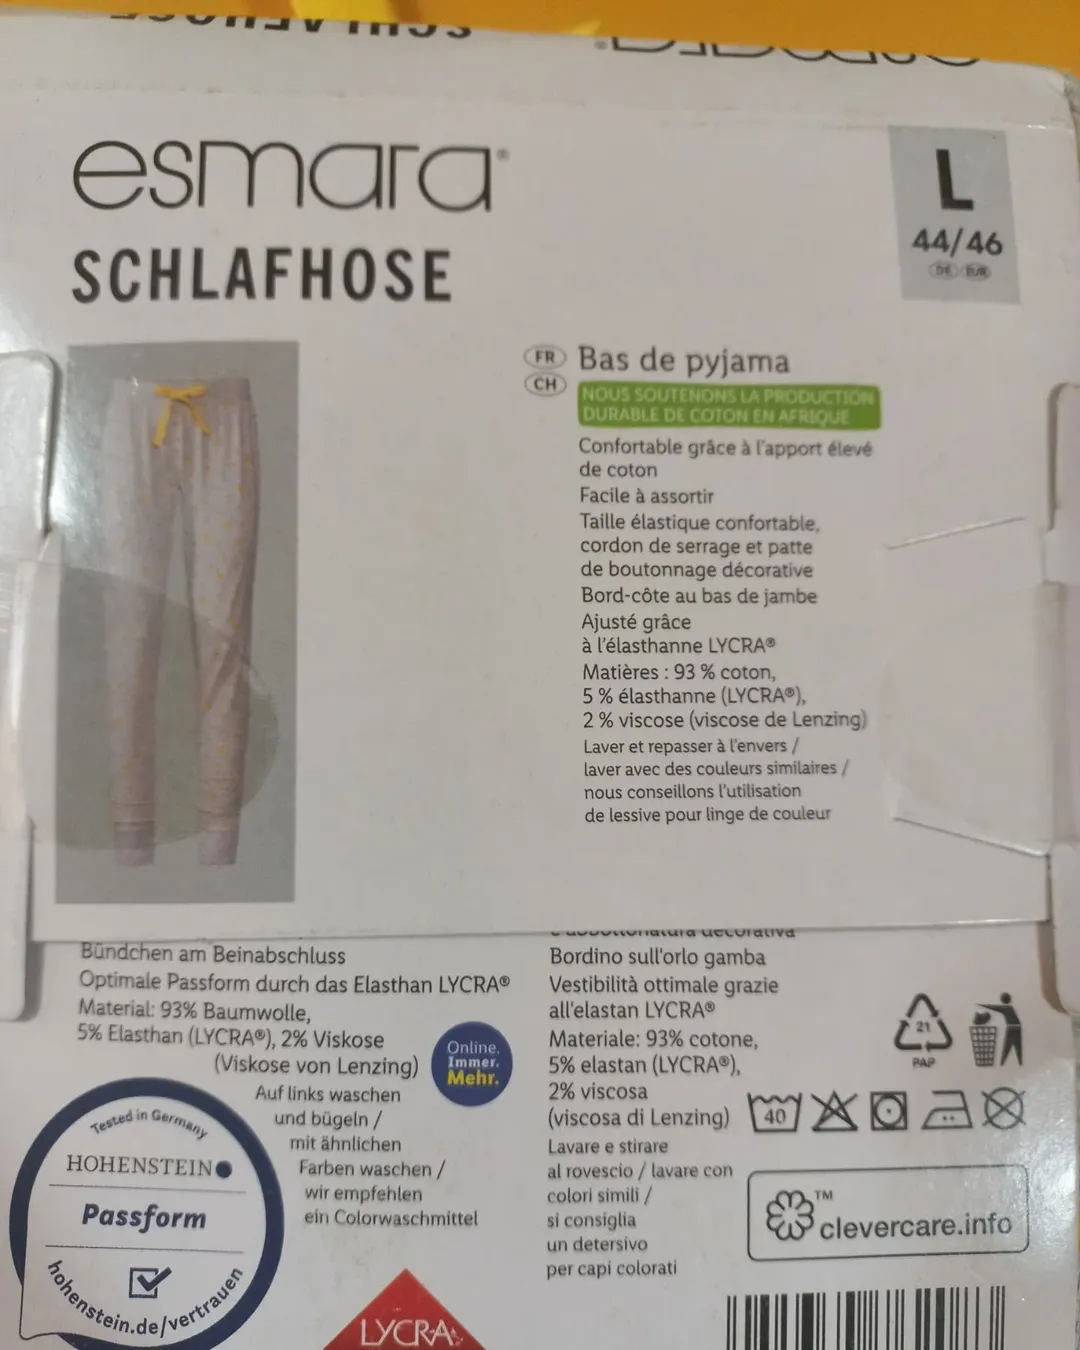 SCHLAFHOSE
esmara®
esmara®
SCHLAFHOSE
L
44/46
DE EUR
FR CH Bas de pyjama
NOUS SOUTENONS LA PRODUCTION
DURABLE DE COTON EN AFRIQUE
Confortable grâce à l'apport élevé
de coton
Facile à assortir
Taille élastique confortable,
cordon de serrage et patte
de boutonnage décorative
Bord-côte au bas de jambe
Ajusté grâce
à l'élasthanne LYCRA®
Matières : 93 % coton,
5 % élasthanne (LYCRA®),
2 % viscose (viscose de Lenzing)
Laver et repasser à l'envers /
laver avec des couleurs similaires /
nous conseillons l'utilisation
de lessive pour linge de couleur
Bündchen am Beinabschluss
Optimale Passform durch das Elasthan LYCRA®
Material: 93% Baumwolle,
5% Elasthan (LYCRA®), 2% Viskose
(Viskose von Lenzing)
Auf links waschen
und bügeln /
mit ähnlichen
Farben waschen /
wir empfehlen
ein Colorwaschmittel
Online.
Immer.
Mehr.
Tested in Germany
HOHENSTEIN
Passform
hohenstein.de/vertrauen
LYCRA
e abbottonatura decorativa
Bordino sull'orlo gamba
Vestibilità ottimale grazie
all'elastan LYCRA®
Materiale: 93% cotone,
5% elastan (LYCRA®),
2% viscosa
(viscosa di Lenzing)
Lavare e stirare
al rovescio / lavare con
colori simili /
si consiglia
un detersivo
per capi colorati
21
PAP
40
clevercare.info™